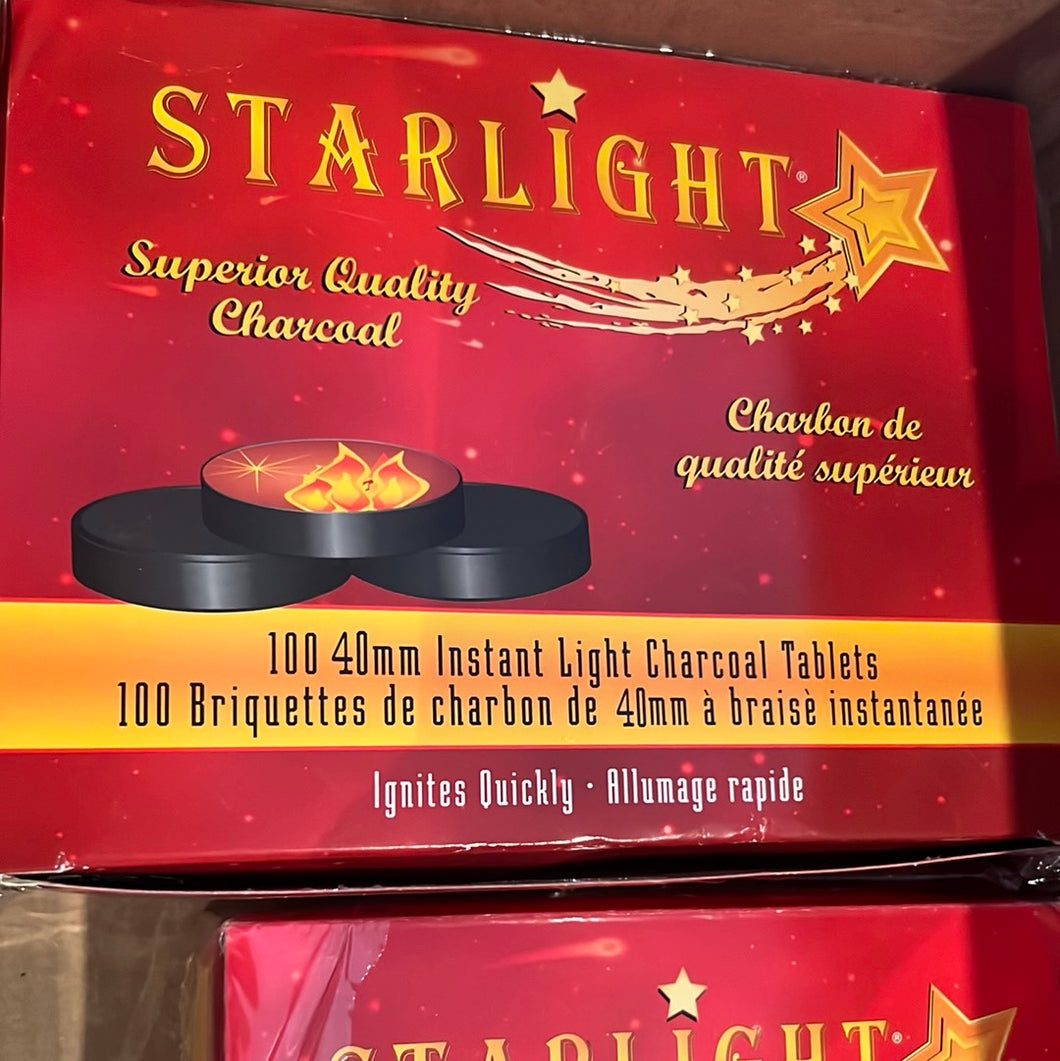 STARLIGHT®
Superior Quality
Charcoal
Charbon de
qualité supérieur
100 40mm Instant Light Charcoal Tablets
100 Briquettes de charbon de 40mm à braisè instantanée
Ignites Quickly · Allumage rapide
STARLIGHT®